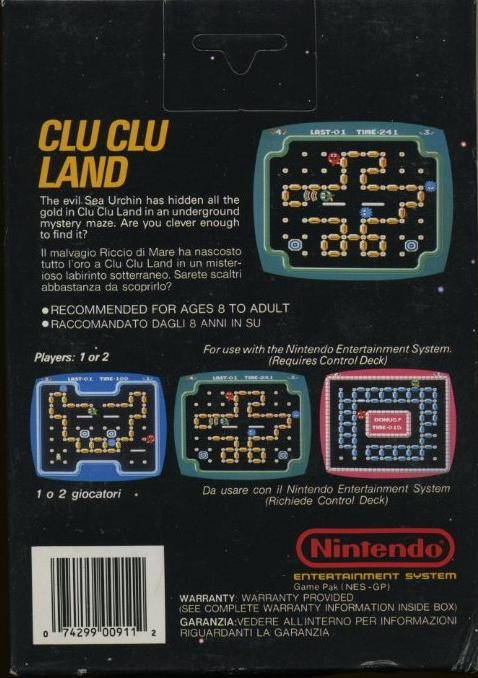 CLU CLU
LAND
The evil Sea Urchin has hidden all the
gold in Clu Clu Land in an underground
mystery maze. Are you clever enough
to find it?
Il malvagio Riccio di Mare ha nascosto
tutto l'oro a Clu Clu Land in un mister-
ioso labirinto sotterraneo. Sarete scaltri
abbastanza da scoprirlo?
● RECOMMENDED FOR AGES 8 TO ADULT
● RACCOMANDATO DAGLI 8 ANNI IN SU
4 LAST-01 TIME-241 3
Players: 1 or 2
For use with the Nintendo Entertainment System.
(Requires Control Deck)
LAST-01 TIME-100
LAST-01 TIME-241
BONUS
TIME-015
1 o 2 giocatori
Da usare con il Nintendo Entertainment System
(Richiede Control Deck)
Nintendo®
ENTERTAINMENT SYSTEM
Game Pak (NES-GP)
WARRANTY: WARRANTY PROVIDED
(SEE COMPLETE WARRANTY INFORMATION INSIDE BOX)
GARANZIA: VEDERE ALL'INTERNO PER INFORMAZIONI
RIGUARDANTI LA GARANZIA
0 74299 00911 2